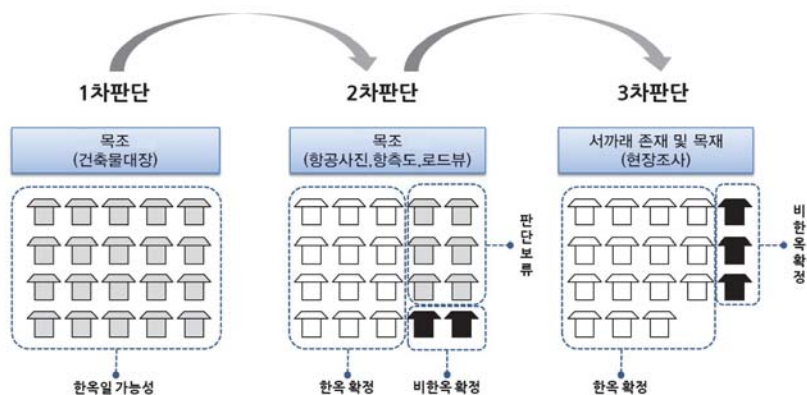 1차판단
2차판단
3차판단
목조
(건축물대장)
목조
(항공사진,항측도,로드뷰)
서까래 존재 및 목재
(현장조사)
판단보류
비한옥확정
한옥일 가능성
한옥 확정
비한옥 확정
한옥 확정